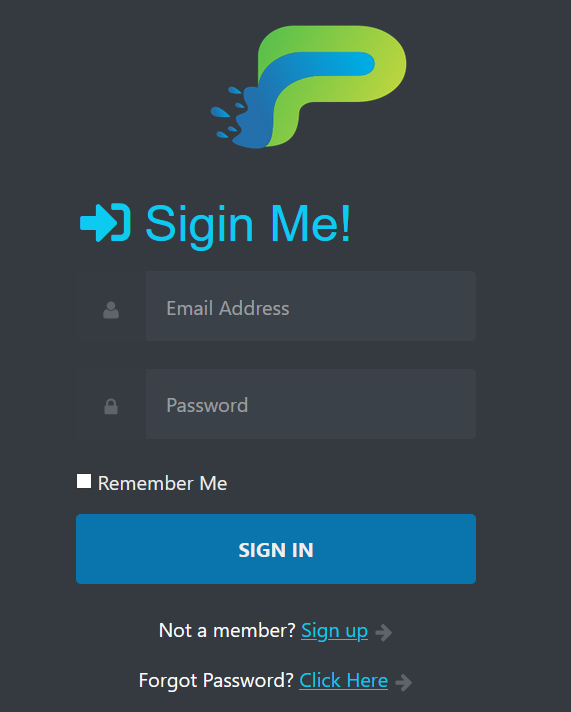 Sigin Me!
Email Address
Password
Remember Me
SIGN IN
Not a member? Sign up
Forgot Password? Click Here